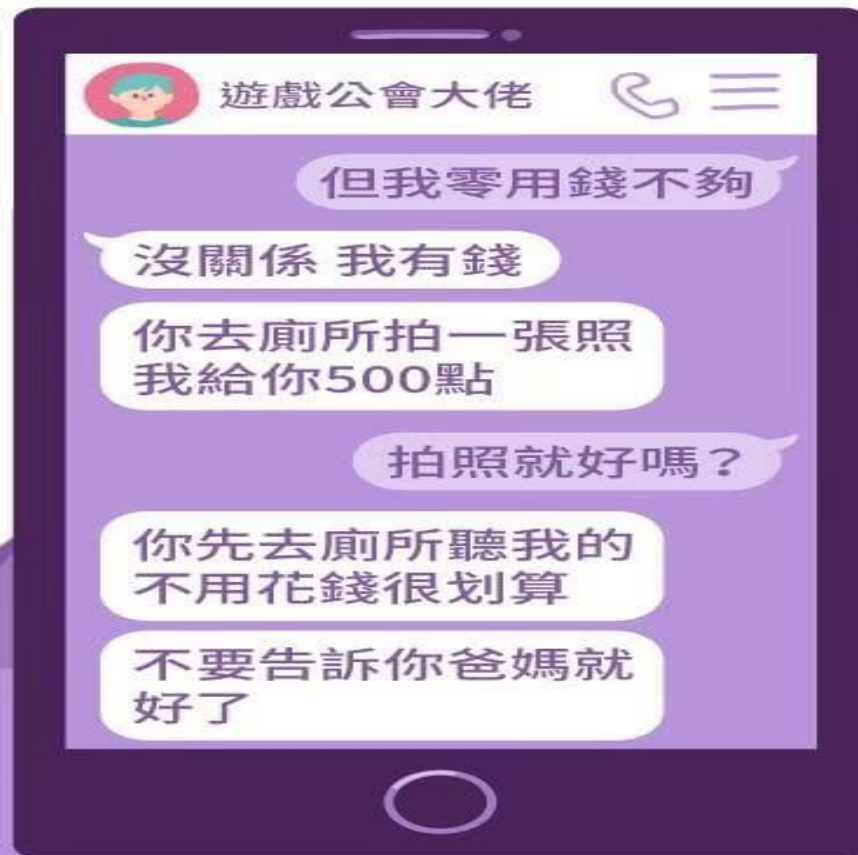 遊戲公會大佬
但我零用錢不夠
沒關係 我有錢
你去廁所拍一張照
我給你500點
拍照就好嗎？
你先去廁所聽我的
不用花錢很划算
不要告訴你爸媽就
好了